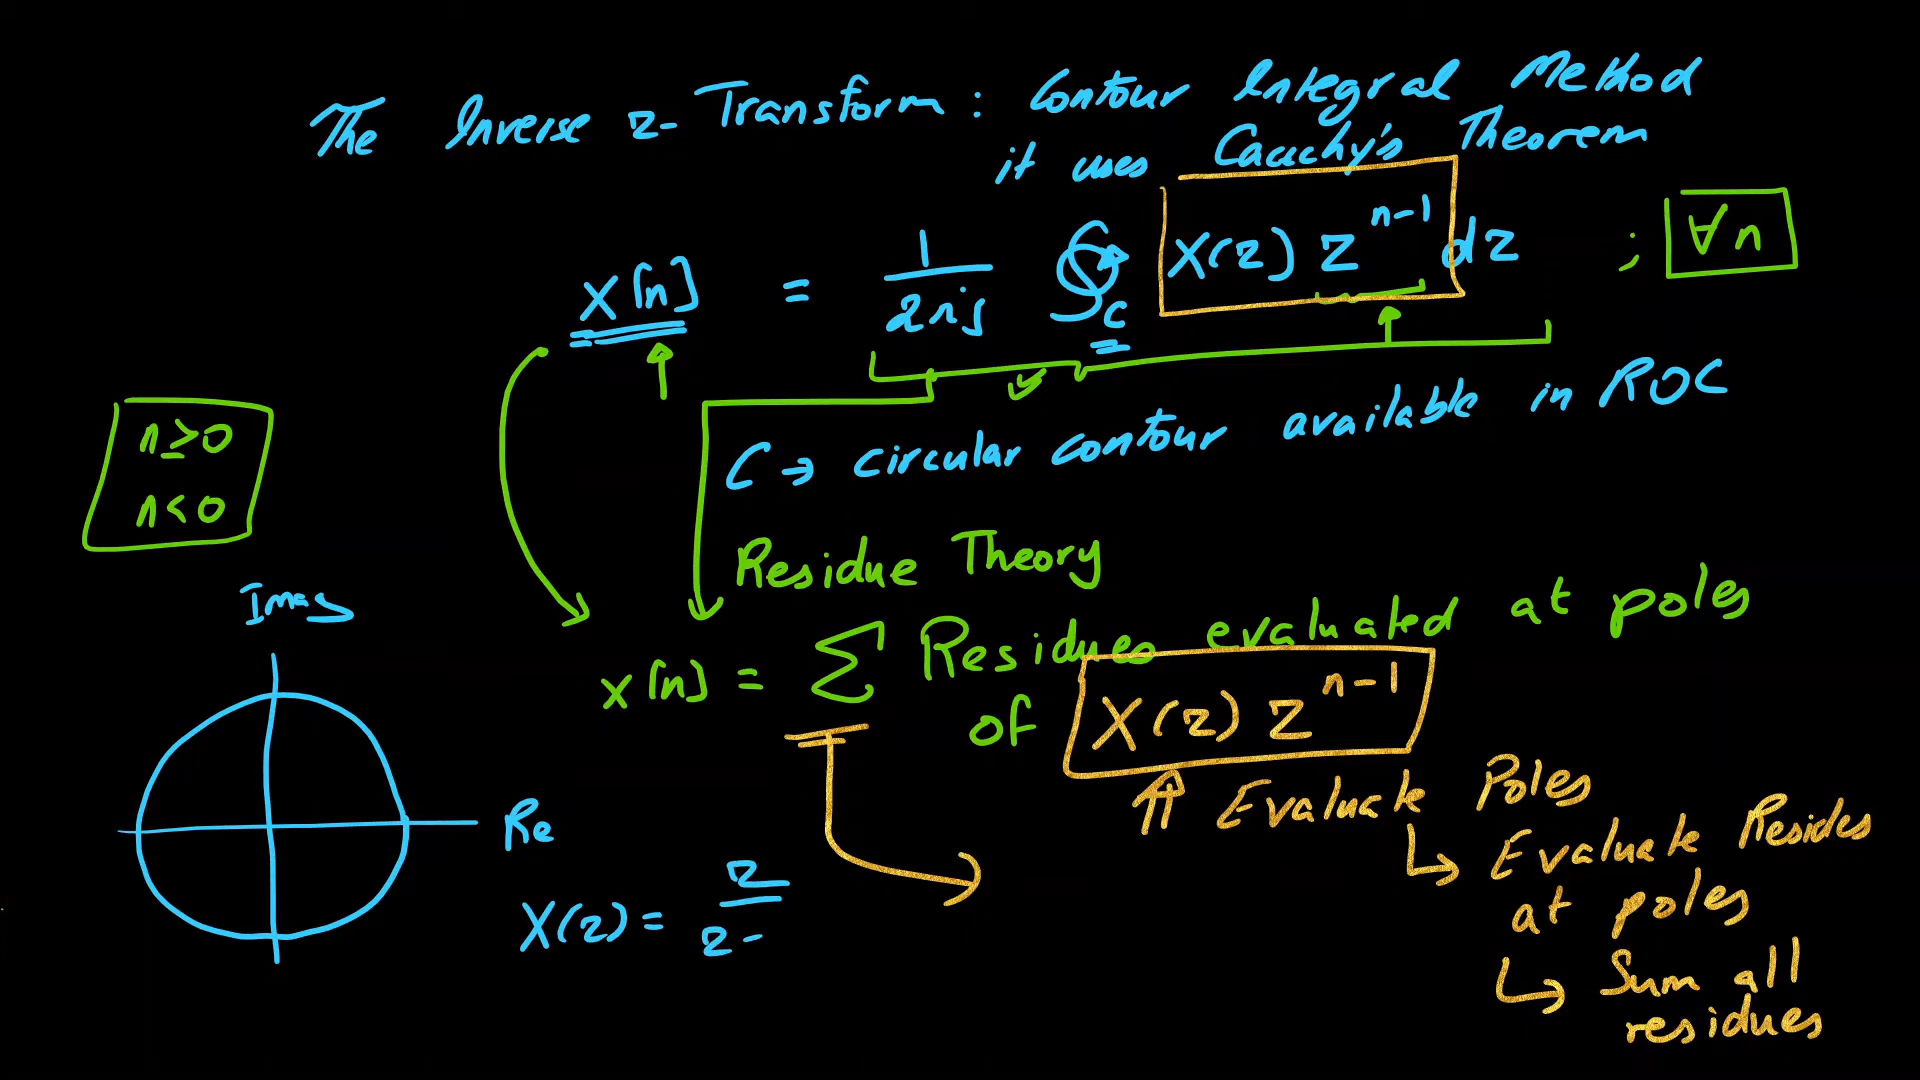 The Inverse z-Transform : Contour Integral Method
it uses Cauchy's Theorem
x[n] = 1/2πj ∮_C X(z) z^{n-1} dz ; ∀n
C → circular contour available in ROC
n ≥ 0
n < 0
Residue Theory
x[n] = Σ Residues evaluated at poles
of X(z) z^{n-1}
Evaluate Poles
↳ Evaluate Resides
at poles
↳ Sum all
residues
Imag
Re
X(z) = z / z -